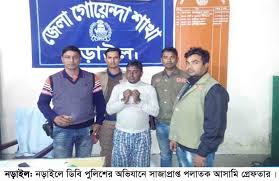 জেলা গোয়েন্দা শাখা
নড়াইল।
নড়াইল: নড়াইলে ডিবি পুলিশের অভিযানে সাজাপ্রাপ্ত পলাতক আসামি গ্রেফতার